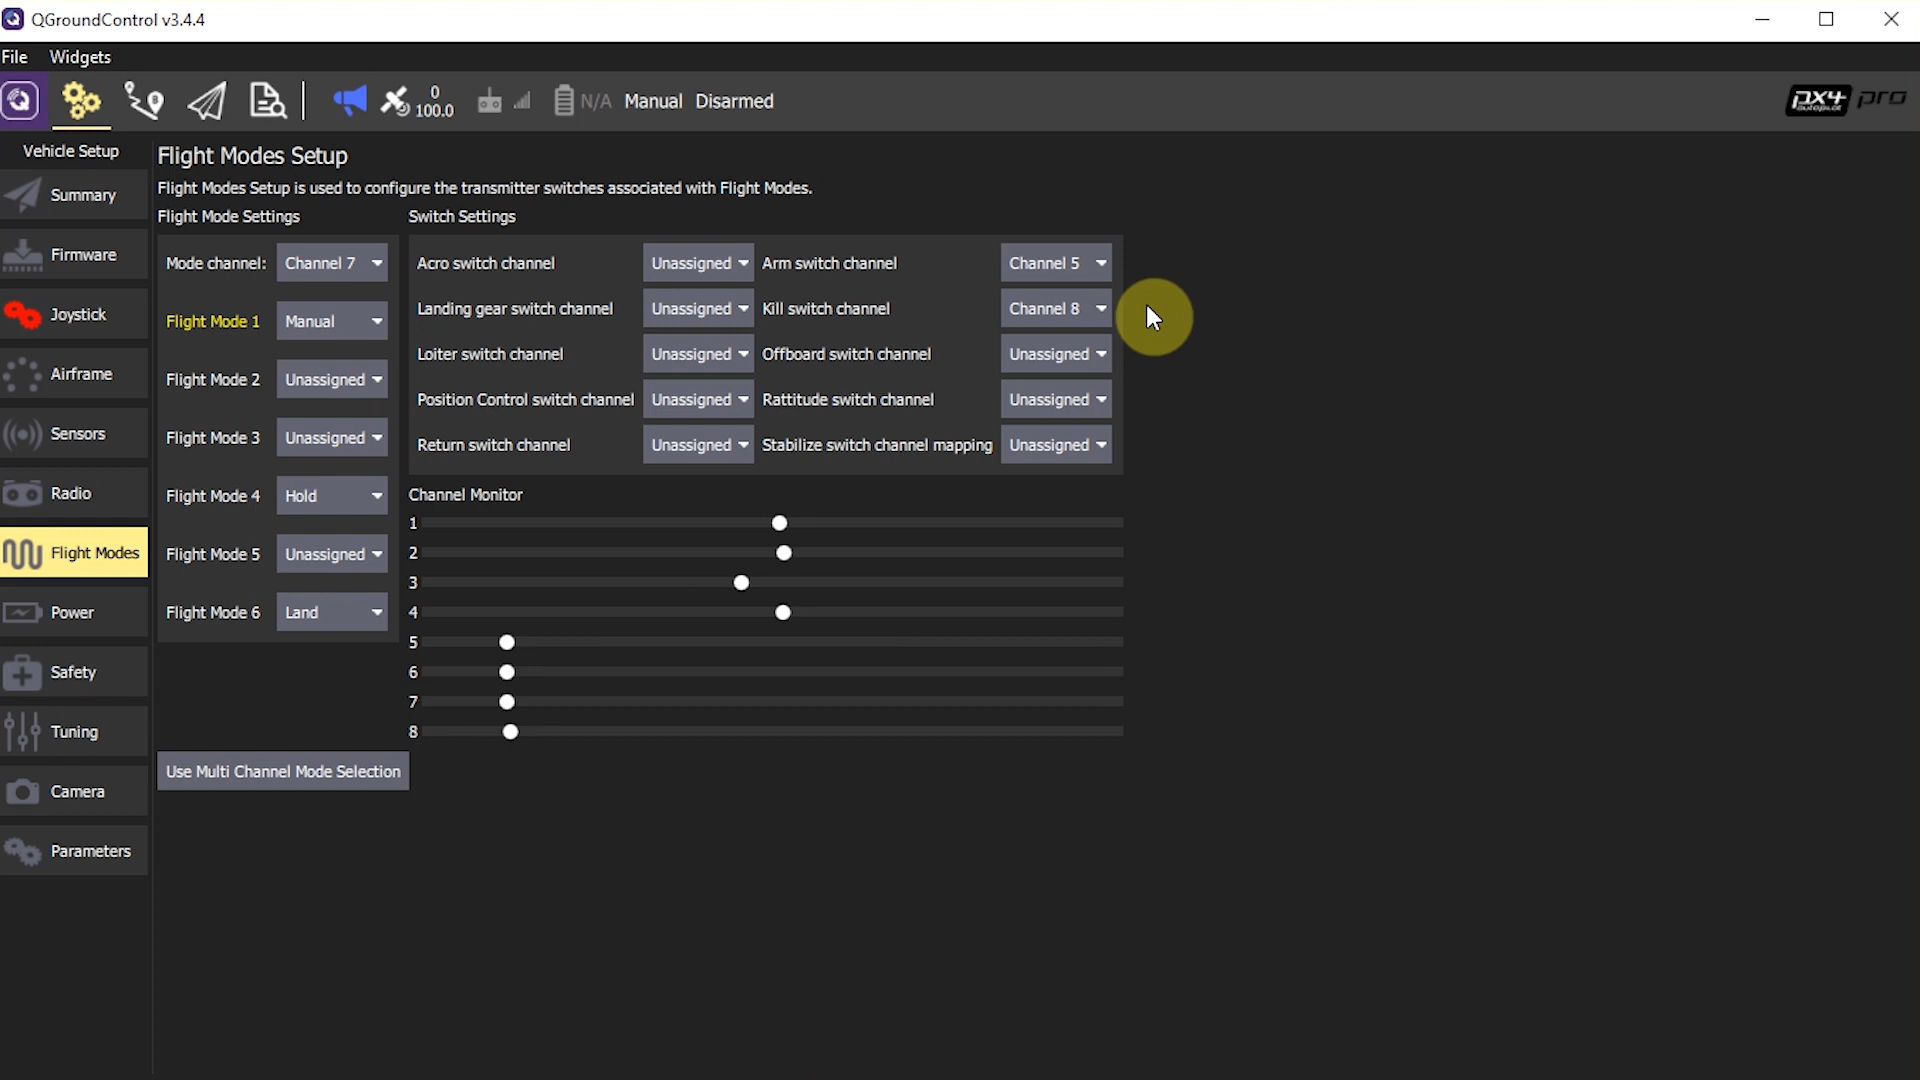 QGroundControl v3.4.4
File Widgets
0
100.0
N/A Manual Disarmed
px4 pro
autopilot
Vehicle Setup
Summary
Firmware
Joystick
Airframe
Sensors
Radio
Flight Modes
Power
Safety
Tuning
Camera
Parameters
Flight Modes Setup
Flight Modes Setup is used to configure the transmitter switches associated with Flight Modes.
Flight Mode Settings
Mode channel: Channel 7
Flight Mode 1 Manual
Flight Mode 2 Unassigned
Flight Mode 3 Unassigned
Flight Mode 4 Hold
Flight Mode 5 Unassigned
Flight Mode 6 Land
Switch Settings
Acro switch channel Unassigned Arm switch channel Channel 5
Landing gear switch channel Unassigned Kill switch channel Channel 8
Loiter switch channel Unassigned Offboard switch channel Unassigned
Position Control switch channel Unassigned Rattitude switch channel Unassigned
Return switch channel Unassigned Stabilize switch channel mapping Unassigned
Channel Monitor
1
2
3
4
5
6
7
8
Use Multi Channel Mode Selection